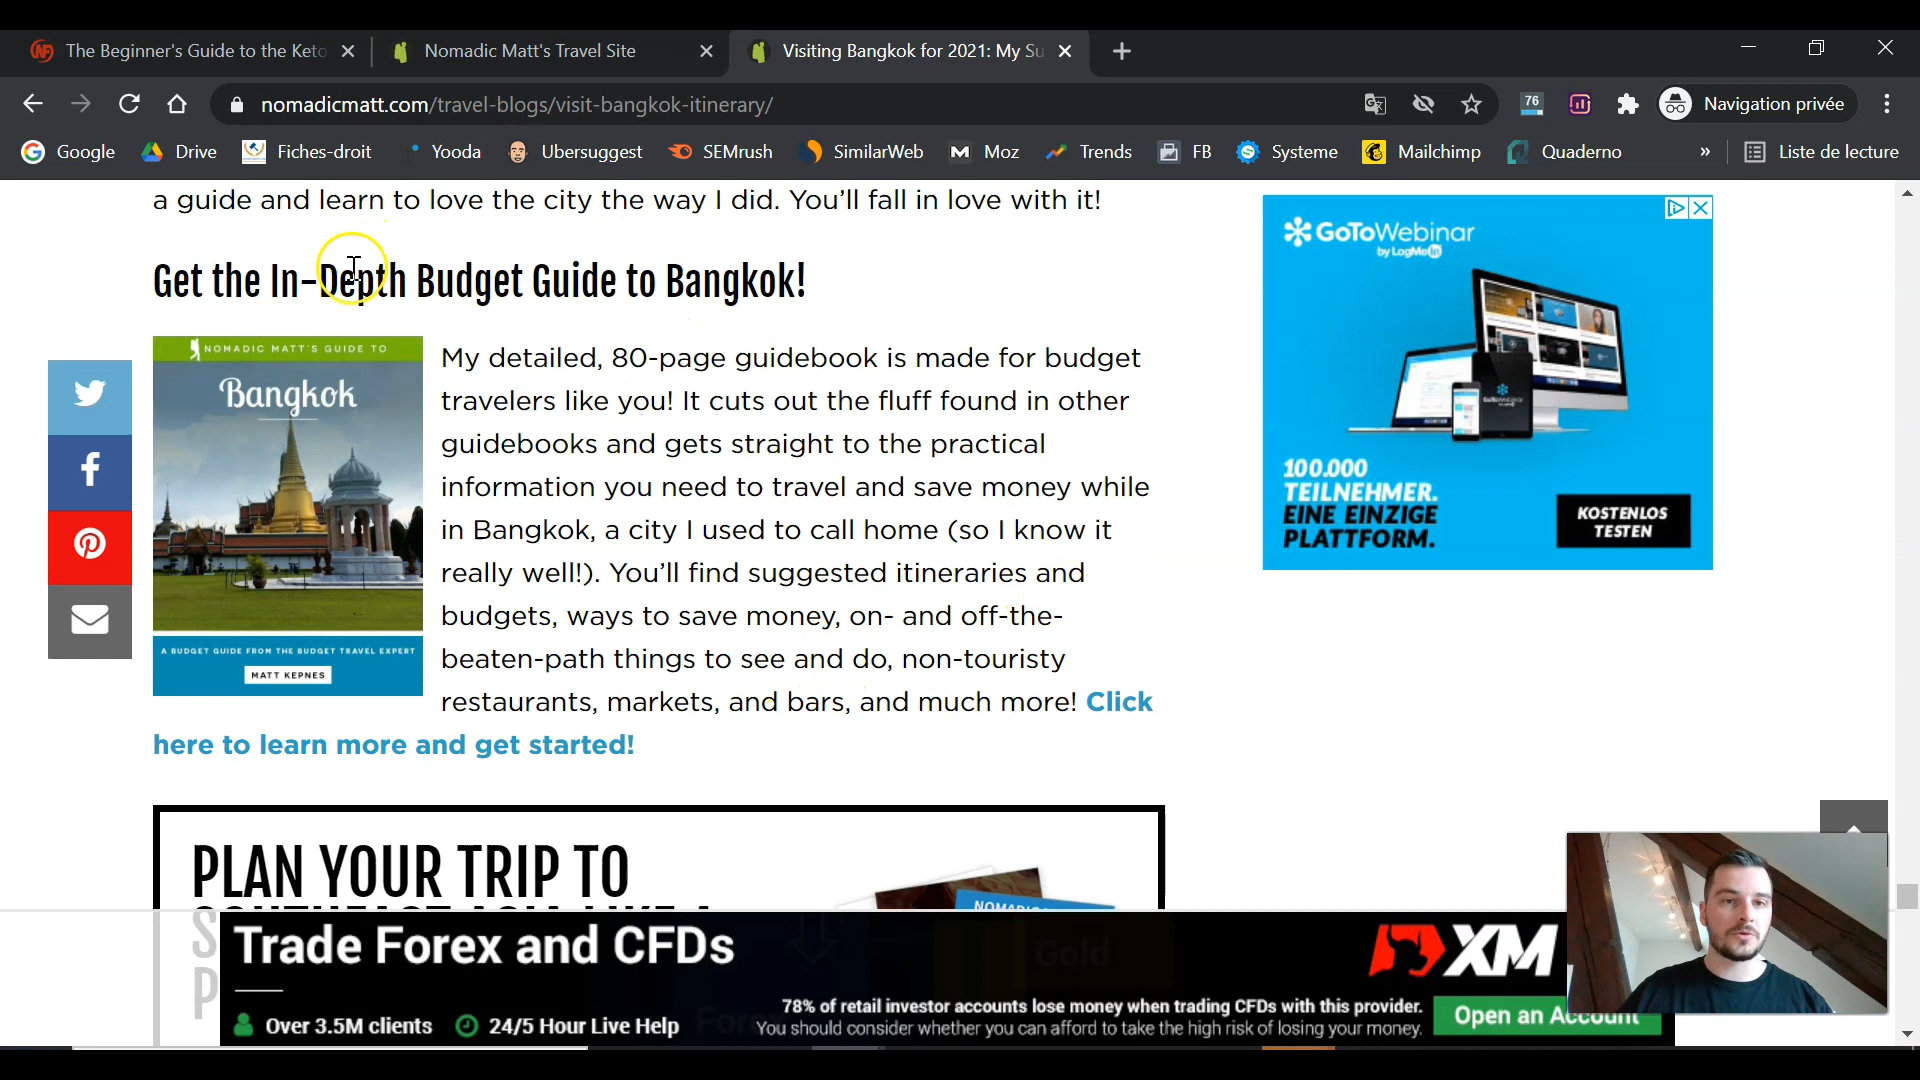 The Beginner's Guide to the Keto
Nomadic Matt's Travel Site
Visiting Bangkok for 2021: My Su
nomadicmatt.com/travel-blogs/visit-bangkok-itinerary/
76
Navigation privée
Google
Drive
Fiches-droit
Yooda
Ubersuggest
SEMrush
SimilarWeb
Moz
Trends
FB
Systeme
Mailchimp
Quaderno
»
Liste de lecture
a guide and learn to love the city the way I did. You'll fall in love with it!
Get the In-Depth Budget Guide to Bangkok!
NOMADIC MATT'S GUIDE TO
Bangkok
A BUDGET GUIDE FROM THE BUDGET TRAVEL EXPERT
MATT KEPNES
My detailed, 80-page guidebook is made for budget
travelers like you! It cuts out the fluff found in other
guidebooks and gets straight to the practical
information you need to travel and save money while
in Bangkok, a city I used to call home (so I know it
really well!). You'll find suggested itineraries and
budgets, ways to save money, on- and off-the-
beaten-path things to see and do, non-touristy
restaurants, markets, and bars, and much more! Click
here to learn more and get started!
GoToWebinar
by LogMeIn
100.000
TEILNEHMER.
EINE EINZIGE
PLATTFORM.
KOSTENLOS
TESTEN
PLAN YOUR TRIP TO
SOUTHEAST ASIA LIKE A
P
Trade Forex and CFDs
Over 3.5M clients
24/5 Hour Live Help
Gold
XM
78% of retail investor accounts lose money when trading CFDs with this provider.
You should consider whether you can afford to take the high risk of losing your money.
Open an Account